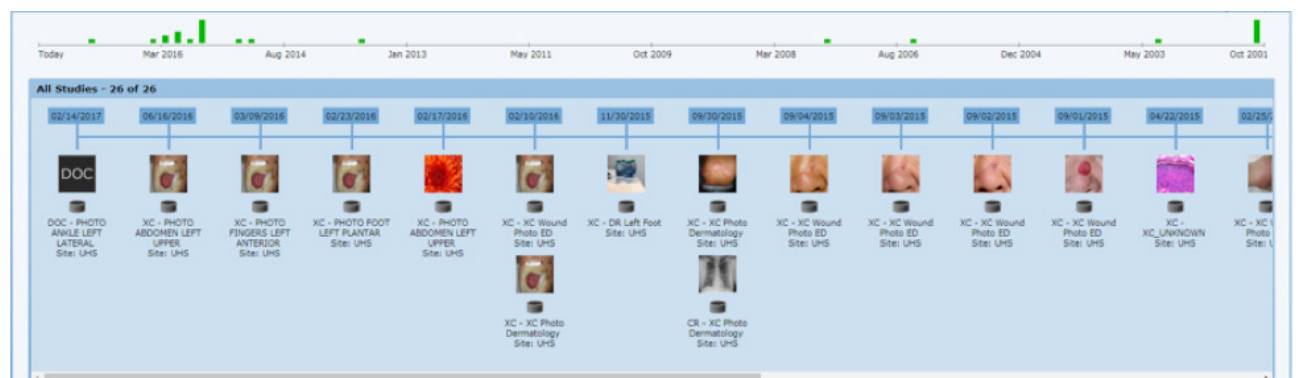 Today Mar 2016 Aug 2014 Jan 2013 May 2011 Oct 2009 Mar 2008 Aug 2006 Dec 2004 May 2003 Oct 2001
All Studies - 26 of 26
02/14/2017 06/16/2016 03/09/2016 02/23/2016 02/17/2016 02/10/2016 11/30/2015 09/30/2015 09/04/2015 09/03/2015 09/02/2015 09/01/2015 04/22/2015 02/25/2
DOC
DOC - PHOTO
ANKLE LEFT
LATERAL
Site: UHS
XC - PHOTO
ABDOMEN LEFT
UPPER
Site: UHS
XC - PHOTO
FINGERS LEFT
ANTERIOR
Site: UHS
XC - PHOTO FOOT
LEFT PLANTAR
Site: UHS
XC - PHOTO
ABDOMEN LEFT
UPPER
Site: UHS
XC - XC Wound
Photo ED
Site: UHS
XC - XC Photo
Dermatology
Site: UHS
XC - DR Left Foot
Site: UHS
XC - XC Photo
Dermatology
Site: UHS
CR - XC Photo
Dermatology
Site: UHS
XC - XC Wound
Photo ED
Site: UHS
XC - XC Wound
Photo ED
Site: UHS
XC - XC Wound
Photo ED
Site: UHS
XC - XC Wound
Photo ED
Site: UHS
XC -
XC_UNKNOWN
Site: UHS
XC - XC
Photo
Site: